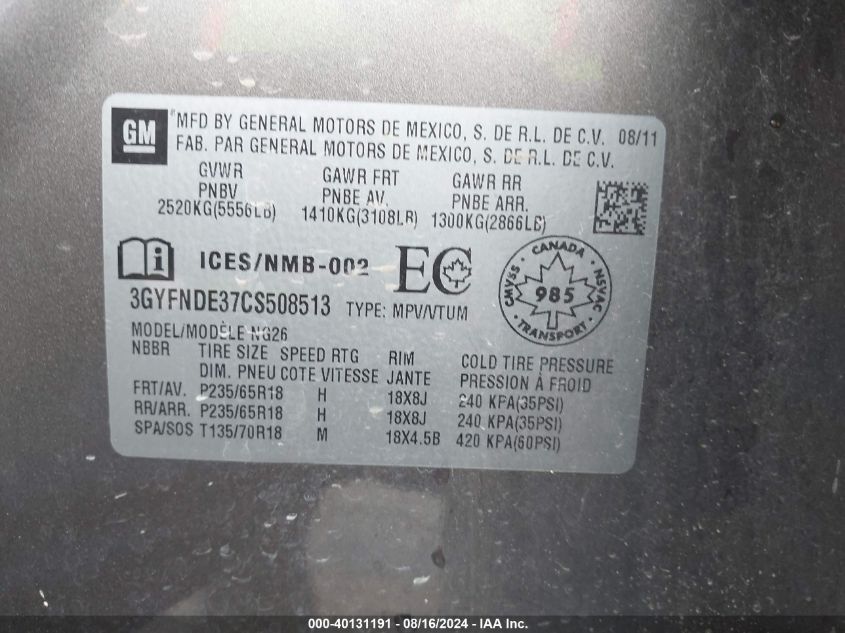 GM
MFD BY GENERAL MOTORS DE MEXICO, S. DE R.L. DE C.V. 08/11
FAB. PAR GENERAL MOTORS DE MEXICO, S. DE R.L. DE C.V.
GVWR GAWR FRT GAWR RR
PNBV PNBE AV. PNBE ARR.
2520KG(5556LB) 1410KG(3108LB) 1300KG(2866LB)
i ICES/NMB-002 EC
CANADA
CMVSS 985 NSVAC
TRANSPORT
3GYFNDE37CS508513 TYPE: MPV/VTUM
MODEL/MODÈLE NG26
NBBR TIRE SIZE SPEED RTG RIM COLD TIRE PRESSURE
DIM. PNEU COTE VITESSE JANTE PRESSION À FROID
FRT/AV. P235/65R18 H 18X8J 240 KPA(35PSI)
RR/ARR. P235/65R18 H 18X8J 240 KPA(35PSI)
SPA/SOS T135/70R18 M 18X4.5B 420 KPA(60PSI)
000-40131191 - 08/16/2024 - IAA Inc.